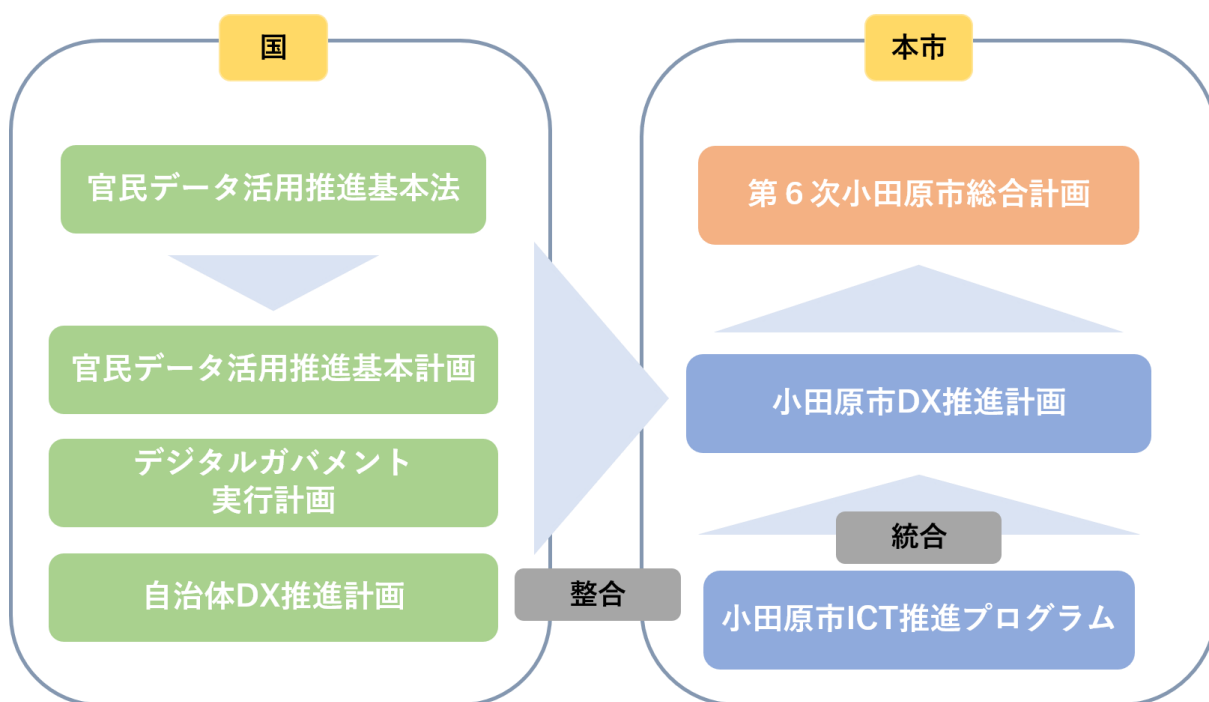 国
官民データ活用推進基本法
官民データ活用推進基本計画
デジタルガバメント
実行計画
自治体DX推進計画
整合
本市
第６次小田原市総合計画
小田原市DX推進計画
統合
小田原市ICT推進プログラム